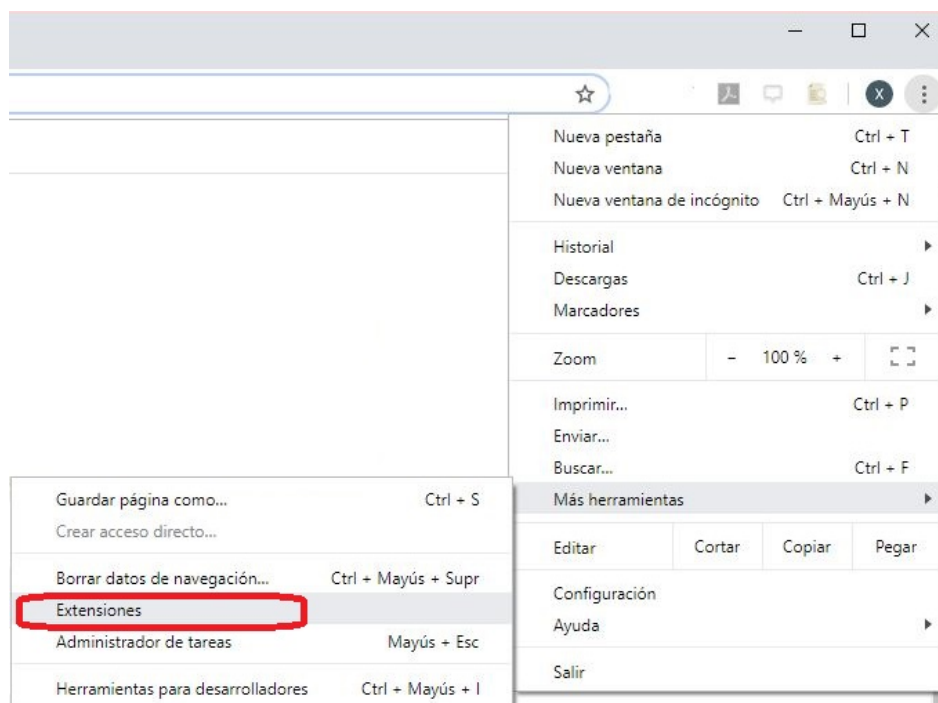 X
Nueva pestaña Ctrl + T
Nueva ventana Ctrl + N
Nueva ventana de incógnito Ctrl + Mayús + N
Historial
Descargas Ctrl + J
Marcadores
Zoom - 100 % +
Imprimir... Ctrl + P
Enviar...
Buscar... Ctrl + F
Más herramientas
Editar Cortar Copiar Pegar
Configuración
Ayuda
Salir
Guardar página como... Ctrl + S
Crear acceso directo...
Borrar datos de navegación... Ctrl + Mayús + Supr
Extensiones
Administrador de tareas Mayús + Esc
Herramientas para desarrolladores Ctrl + Mayús + I